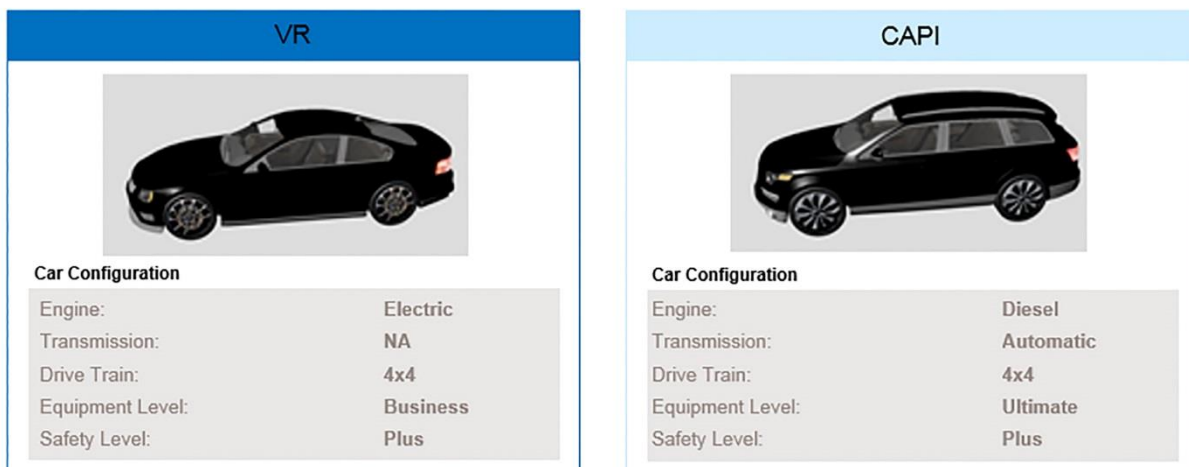 VR
Car Configuration
Engine: Electric
Transmission: NA
Drive Train: 4x4
Equipment Level: Business
Safety Level: Plus
CAPI
Car Configuration
Engine: Diesel
Transmission: Automatic
Drive Train: 4x4
Equipment Level: Ultimate
Safety Level: Plus